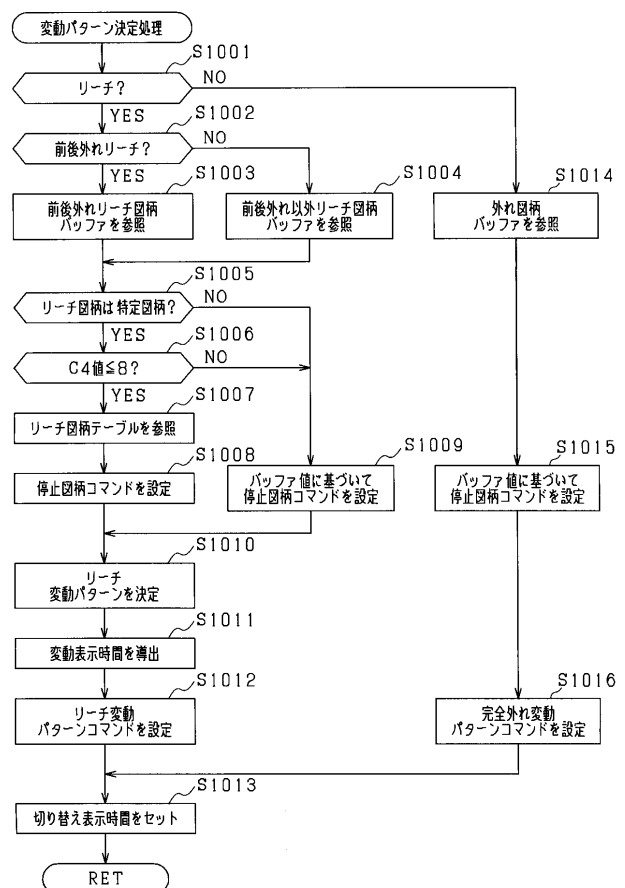 変動パターン決定処理
S1001
リーチ?
NO
YES
S1002
前後外れリーチ?
NO
YES
S1003
前後外れリーチ図柄
バッファを参照
S1004
前後外れ以外リーチ図柄
バッファを参照
S1014
外れ図柄
バッファを参照
S1005
リーチ図柄は特定図柄?
NO
YES
S1006
C4値≦8?
NO
YES
S1007
リーチ図柄テーブルを参照
S1008
停止図柄コマンドを設定
S1009
バッファ値に基づいて
停止図柄コマンドを設定
S1015
バッファ値に基づいて
停止図柄コマンドを設定
S1010
リーチ
変動パターンを決定
S1011
変動表示時間を導出
S1012
リーチ変動
パターンコマンドを設定
S1016
完全外れ変動
パターンコマンドを設定
S1013
切り替え表示時間をセット
RET